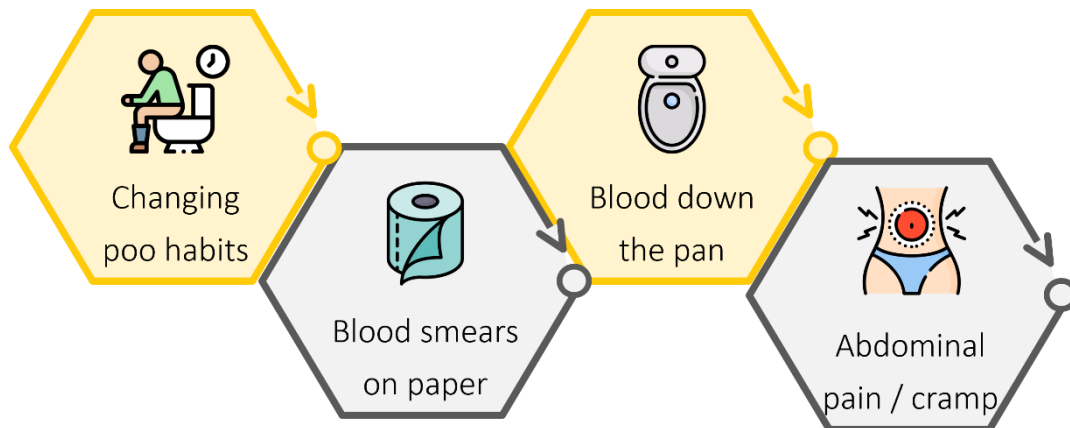 Changing
poo habits
Blood smears
on paper
Blood down
the pan
Abdominal
pain / cramp